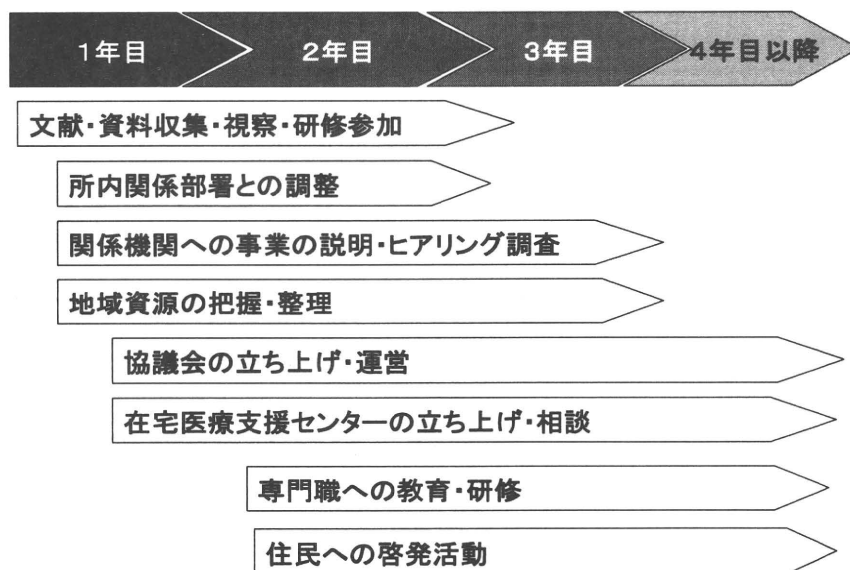 1年目 2年目 3年目 4年目以降
文献・資料収集・視察・研修参加
所内関係部署との調整
関係機関への事業の説明・ヒアリング調査
地域資源の把握・整理
協議会の立ち上げ・運営
在宅医療支援センターの立ち上げ・相談
専門職への教育・研修
住民への啓発活動